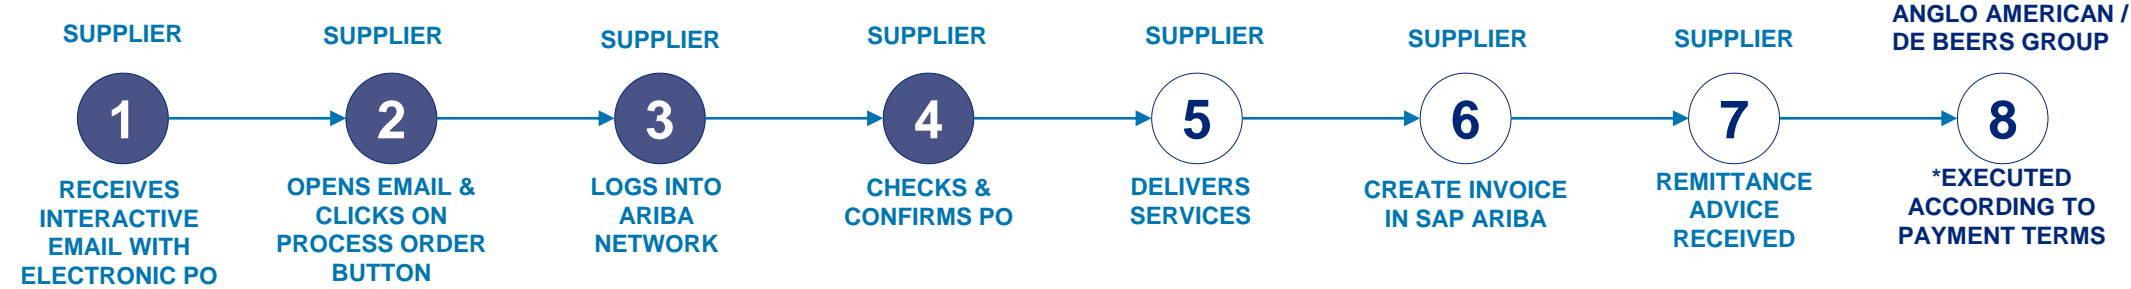 SUPPLIER
1
RECEIVES
INTERACTIVE
EMAIL WITH
ELECTRONIC PO
SUPPLIER
2
OPENS EMAIL &
CLICKS ON
PROCESS ORDER
BUTTON
SUPPLIER
3
LOGS INTO
ARIBA
NETWORK
SUPPLIER
4
CHECKS &
CONFIRMS PO
SUPPLIER
5
DELIVERS
SERVICES
SUPPLIER
6
CREATE INVOICE
IN SAP ARIBA
SUPPLIER
7
REMITTANCE
ADVICE
RECEIVED
ANGLO AMERICAN /
DE BEERS GROUP
8
*EXECUTED
ACCORDING TO
PAYMENT TERMS